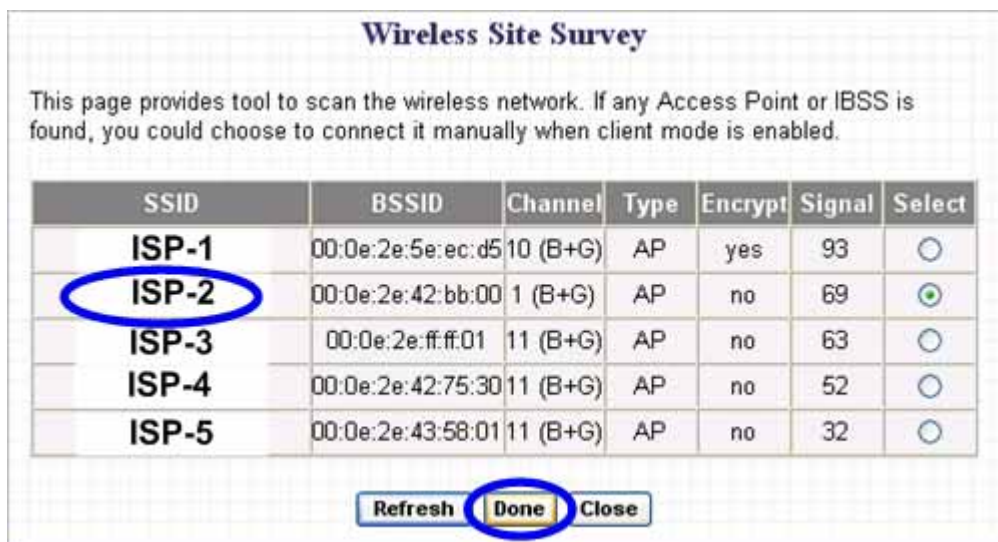 Wireless Site Survey
This page provides tool to scan the wireless network. If any Access Point or IBSS is
found, you could choose to connect it manually when client mode is enabled.
SSID BSSID Channel Type Encrypt Signal Select
ISP-1 00:0e:2e:5e:ec:d5 10 (B+G) AP yes 93
ISP-2 00:0e:2e:42:bb:00 1 (B+G) AP no 69
ISP-3 00:0e:2e:ff:ff:01 11 (B+G) AP no 63
ISP-4 00:0e:2e:42:75:30 11 (B+G) AP no 52
ISP-5 00:0e:2e:43:58:01 11 (B+G) AP no 32
Refresh Done Close